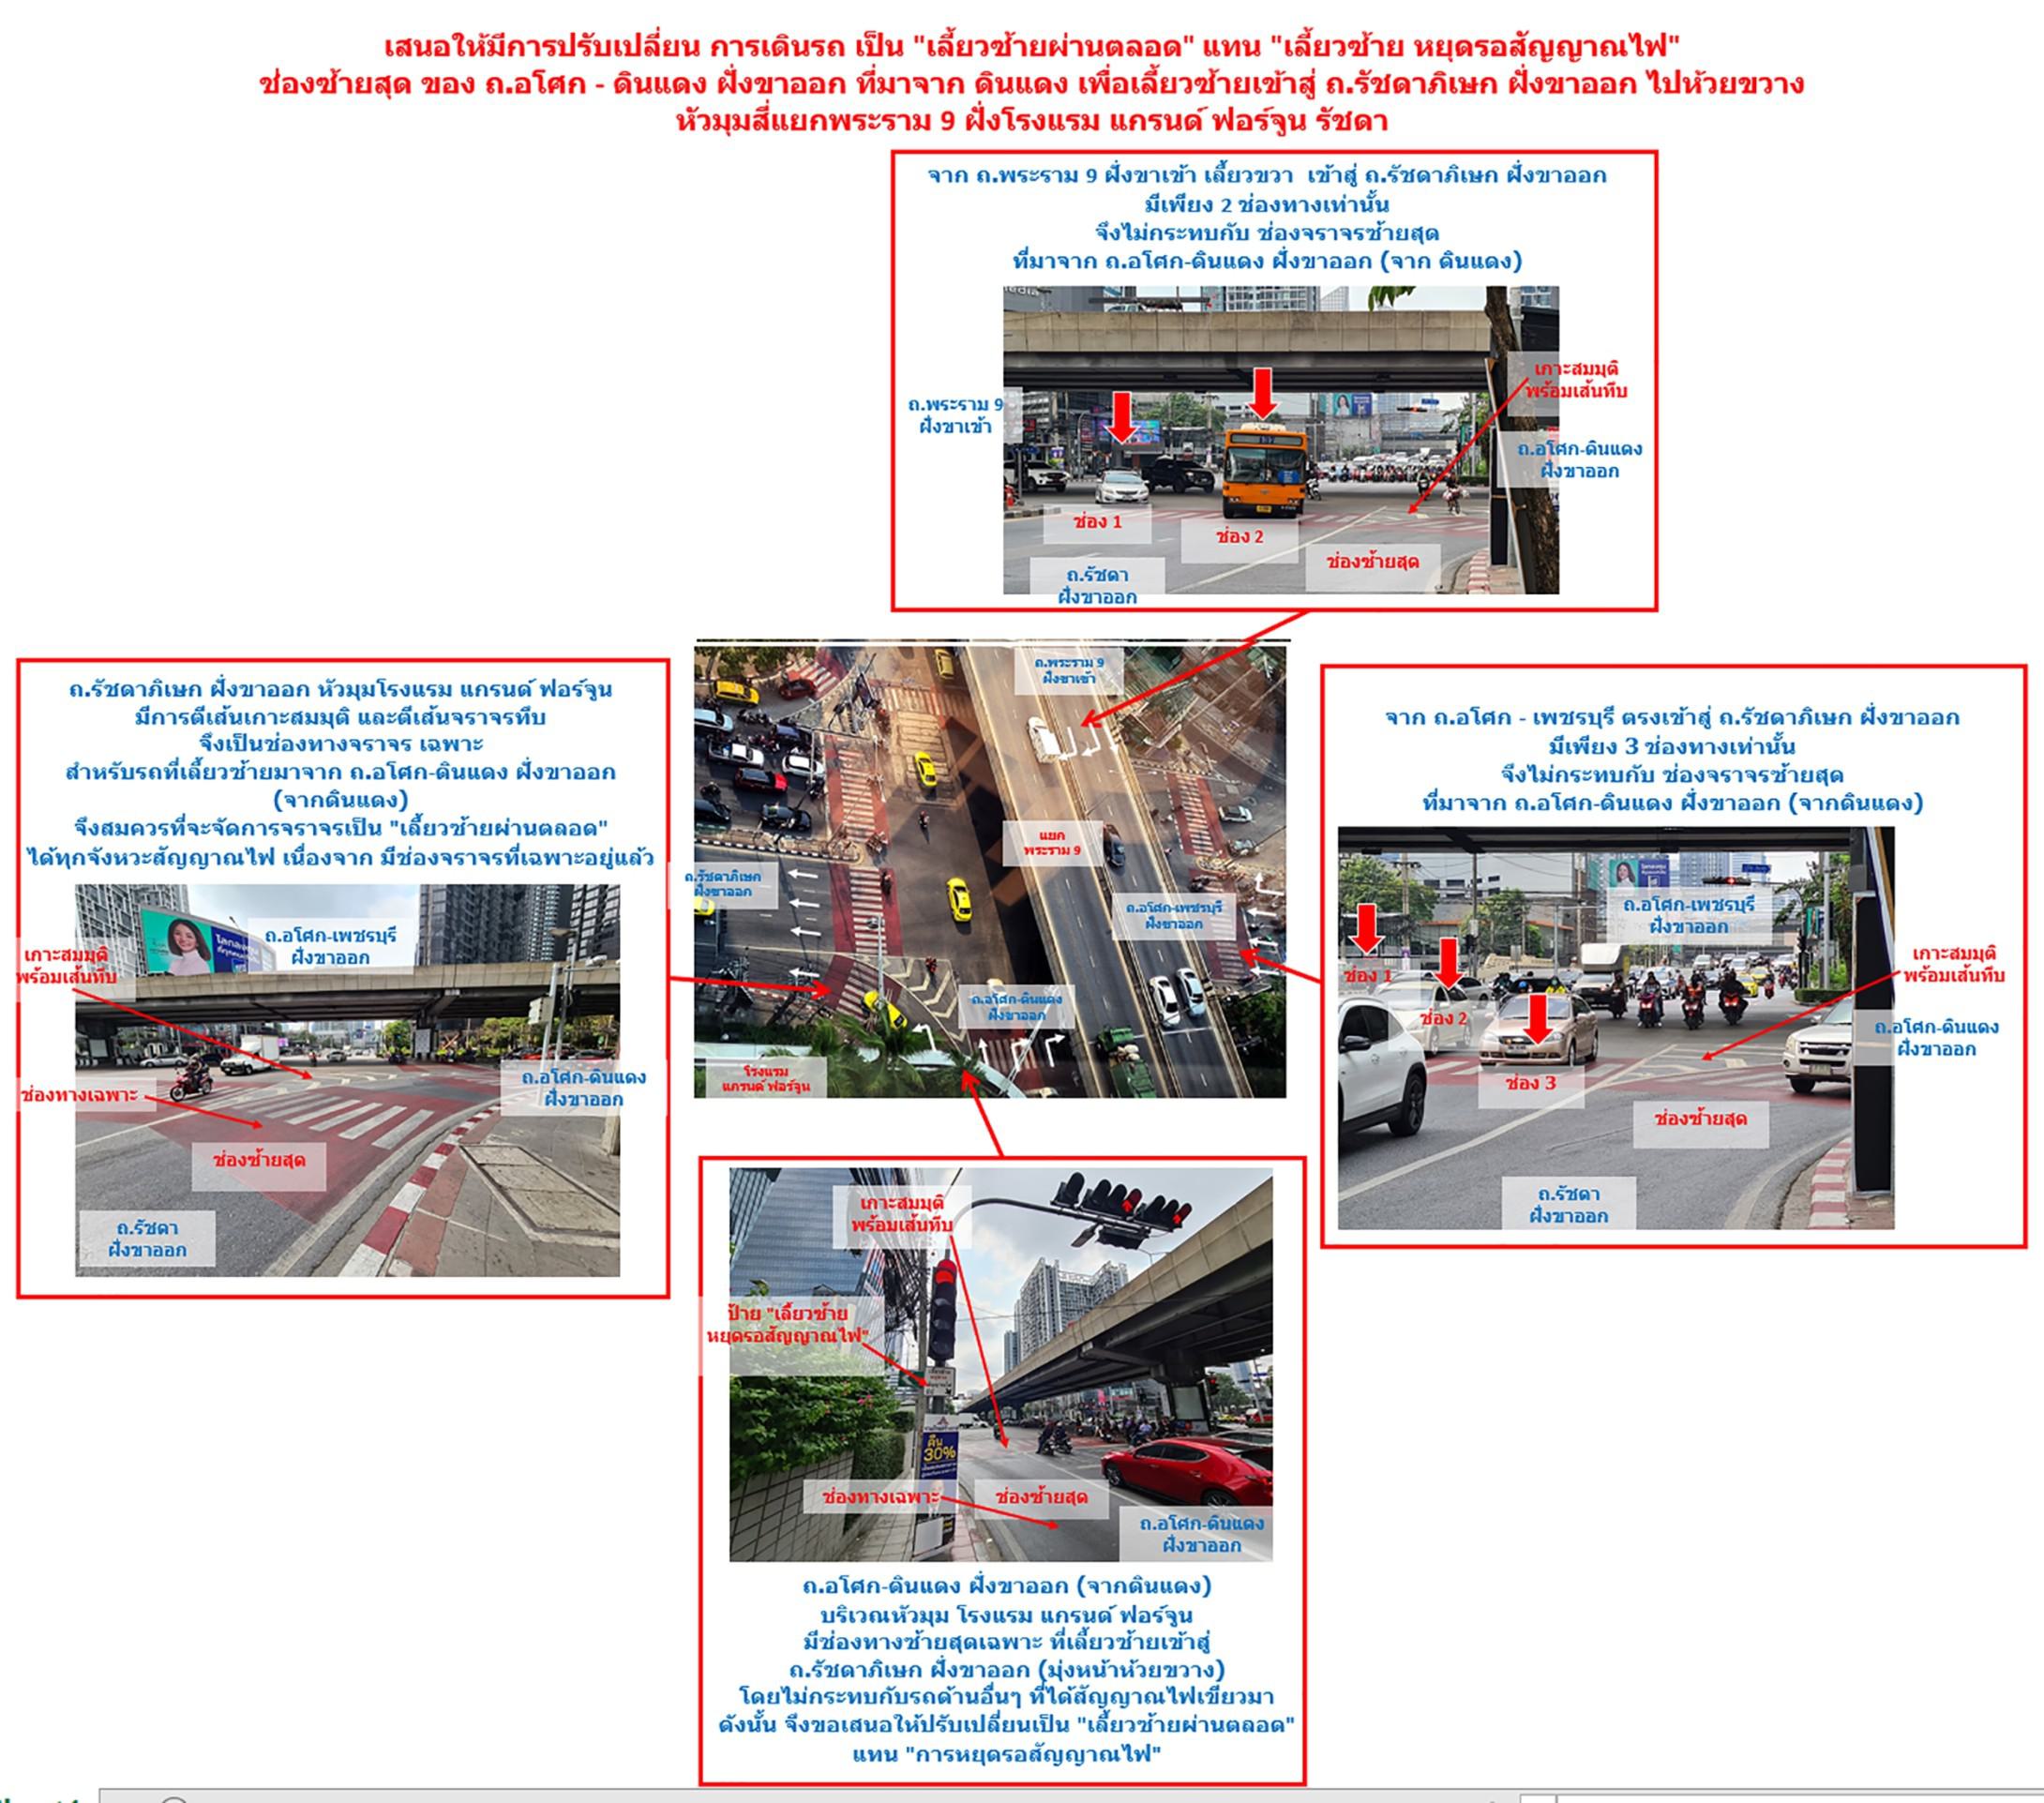 เสนอให้มีการปรับเปลี่ยน การเดินรถ เป็น "เลี้ยวซ้ายผ่านตลอด" แทน "เลี้ยวซ้าย หยุดรอสัญญาณไฟ"
ช่องซ้ายสุด ของ ถ.อโศก - ดินแดง ฝั่งขาออก ที่มาจาก ดินแดง เพื่อเลี้ยวซ้ายเข้าสู่ ถ.รัชดาภิเษก ฝั่งขาออก ไปห้วยขวาง
หัวมุมสี่แยกพระราม 9 ฝั่งโรงแรม แกรนด์ ฟอร์จูน รัชดา
จาก ถ.พระราม 9 ฝั่งขาเข้า เลี้ยวขวา เข้าสู่ ถ.รัชดาภิเษก ฝั่งขาออก
มีเพียง 2 ช่องทางเท่านั้น
จึงไม่กระทบกับ ช่องจราจรซ้ายสุด
ที่มาจาก ถ.อโศก-ดินแดง ฝั่งขาออก (จาก ดินแดง)
เกาะสมมุติ
พร้อมเส้นทึบ
ถ.พระราม 9
ฝั่งขาเข้า
ถ.อโศก-ดินแดง
ฝั่งขาออก
ช่อง 1
ช่อง 2
ช่องซ้ายสุด
ถ.รัชดา
ฝั่งขาออก
ถ.รัชดาภิเษก ฝั่งขาออก หัวมุมโรงแรม แกรนด์ ฟอร์จูน
มีการตีเส้นเกาะสมมุติ และตีเส้นจราจรทึบ
จึงเป็นช่องทางจราจร เฉพาะ
สำหรับรถที่เลี้ยวซ้ายมาจาก ถ.อโศก-ดินแดง ฝั่งขาออก
(จากดินแดง)
จึงสมควรที่จะจัดการจราจรเป็น "เลี้ยวซ้ายผ่านตลอด"
ได้ทุกจังหวะสัญญาณไฟ เนื่องจาก มีช่องจราจรที่เฉพาะอยู่แล้ว
ถ.อโศก-เพชรบุรี
ฝั่งขาออก
เกาะสมมุติ
พร้อมเส้นทึบ
ช่องทางเฉพาะ
ถ.อโศก-ดินแดง
ฝั่งขาออก
ช่องซ้ายสุด
ถ.รัชดา
ฝั่งขาออก
ถ.พระราม 9
ฝั่งขาเข้า
แยก
พระราม 9
ถ.รัชดาภิเษก
ฝั่งขาออก
ถ.อโศก-เพชรบุรี
ฝั่งขาออก
ถ.อโศก-ดินแดง
ฝั่งขาออก
โรงแรม
แกรนด์ ฟอร์จูน
จาก ถ.อโศก - เพชรบุรี ตรงเข้าสู่ ถ.รัชดาภิเษก ฝั่งขาออก
มีเพียง 3 ช่องทางเท่านั้น
จึงไม่กระทบกับ ช่องจราจรซ้ายสุด
ที่มาจาก ถ.อโศก-ดินแดง ฝั่งขาออก (จากดินแดง)
ถ.อโศก-เพชรบุรี
ฝั่งขาออก
เกาะสมมุติ
พร้อมเส้นทึบ
ช่อง 1
ช่อง 2
ช่อง 3
ถ.อโศก-ดินแดง
ฝั่งขาออก
ช่องซ้ายสุด
ถ.รัชดา
ฝั่งขาออก
เกาะสมมุติ
พร้อมเส้นทึบ
ป้าย "เลี้ยวซ้าย
หยุดรอสัญญาณไฟ"
คืน
30%
ช่องทางเฉพาะ
ช่องซ้ายสุด
ถ.อโศก-ดินแดง
ฝั่งขาออก
ถ.อโศก-ดินแดง ฝั่งขาออก (จากดินแดง)
บริเวณหัวมุม โรงแรม แกรนด์ ฟอร์จูน
มีช่องทางซ้ายสุดเฉพาะ ที่เลี้ยวซ้ายเข้าสู่
ถ.รัชดาภิเษก ฝั่งขาออก (มุ่งหน้าห้วยขวาง)
โดยไม่กระทบกับรถด้านอื่นๆ ที่ได้สัญญาณไฟเขียวมา
ดังนั้น จึงขอเสนอให้ปรับเปลี่ยนเป็น "เลี้ยวซ้ายผ่านตลอด"
แทน "การหยุดรอสัญญาณไฟ"